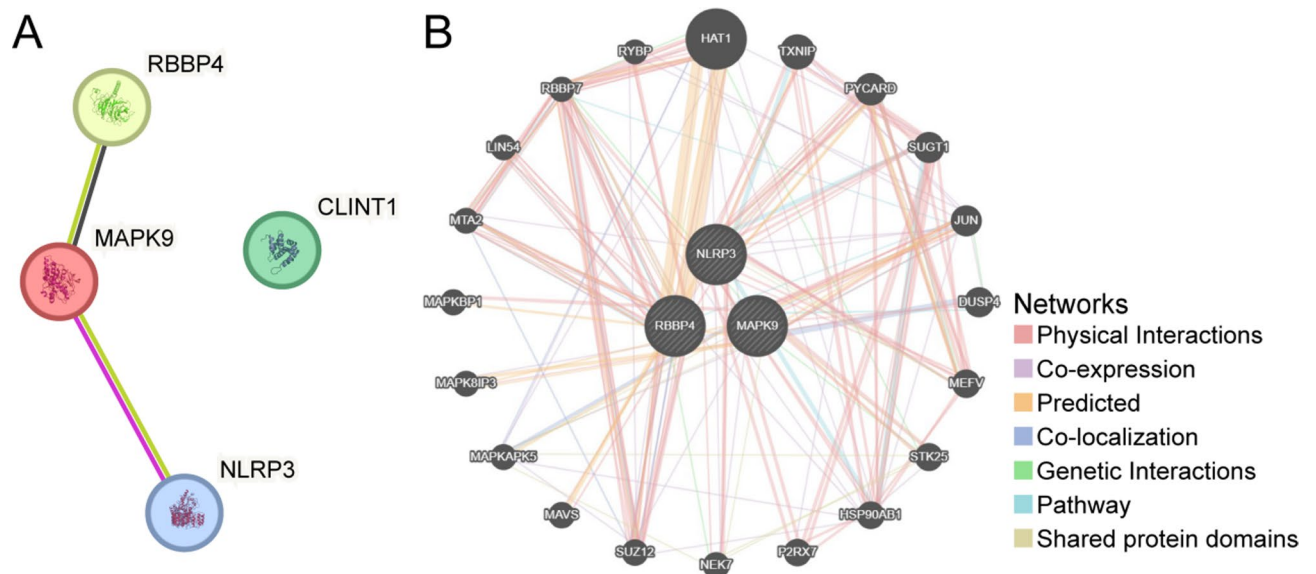 A
RBBP4
MAPK9
CLINT1
NLRP3
B
HAT1
RYBP
TXNIP
RBBP7
PYCARD
LIN54
SUGT1
MTA2
JUN
NLRP3
MAPKBP1
RBBP4
MAPK9
DUSP4
MAPK8IP3
MEFV
MAPKAPK5
STK25
MAVS
HSP90AB1
SUZ12
NEK7
P2RX7
Networks
Physical Interactions
Co-expression
Predicted
Co-localization
Genetic Interactions
Pathway
Shared protein domains